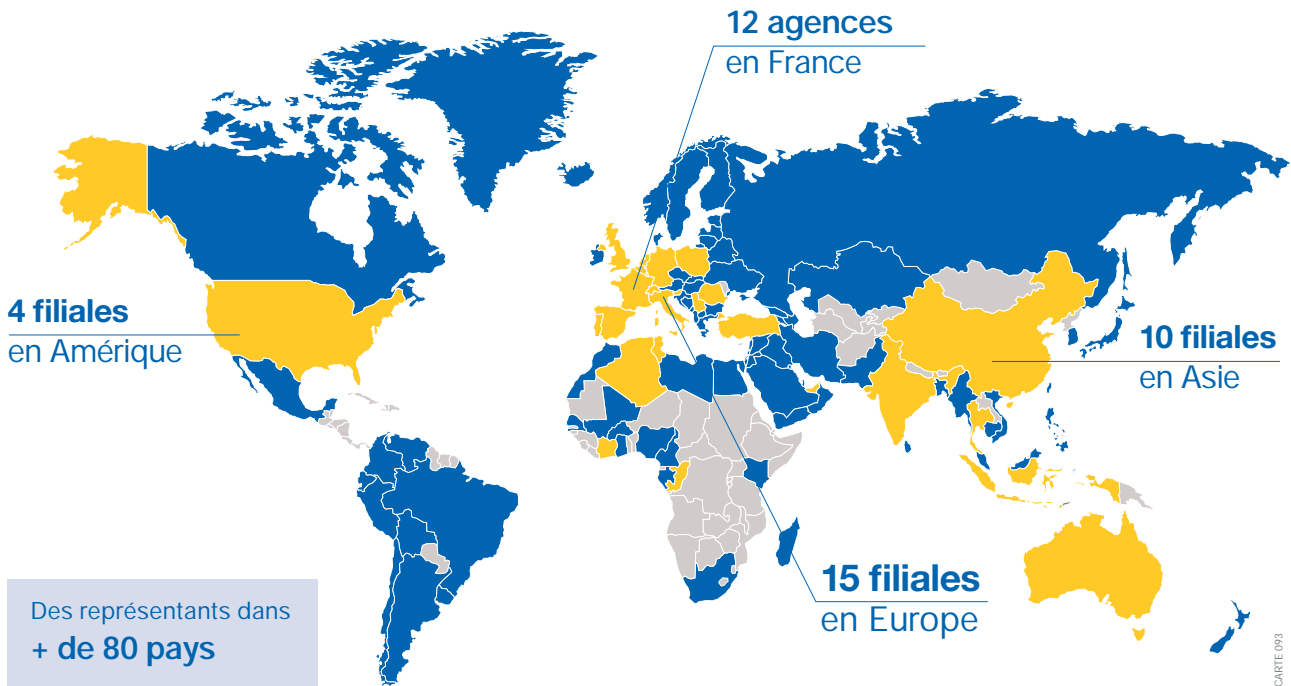 12 agences
en France
4 filiales
en Amérique
10 filiales
en Asie
15 filiales
en Europe
Des représentants dans
+ de 80 pays
CARTE 093